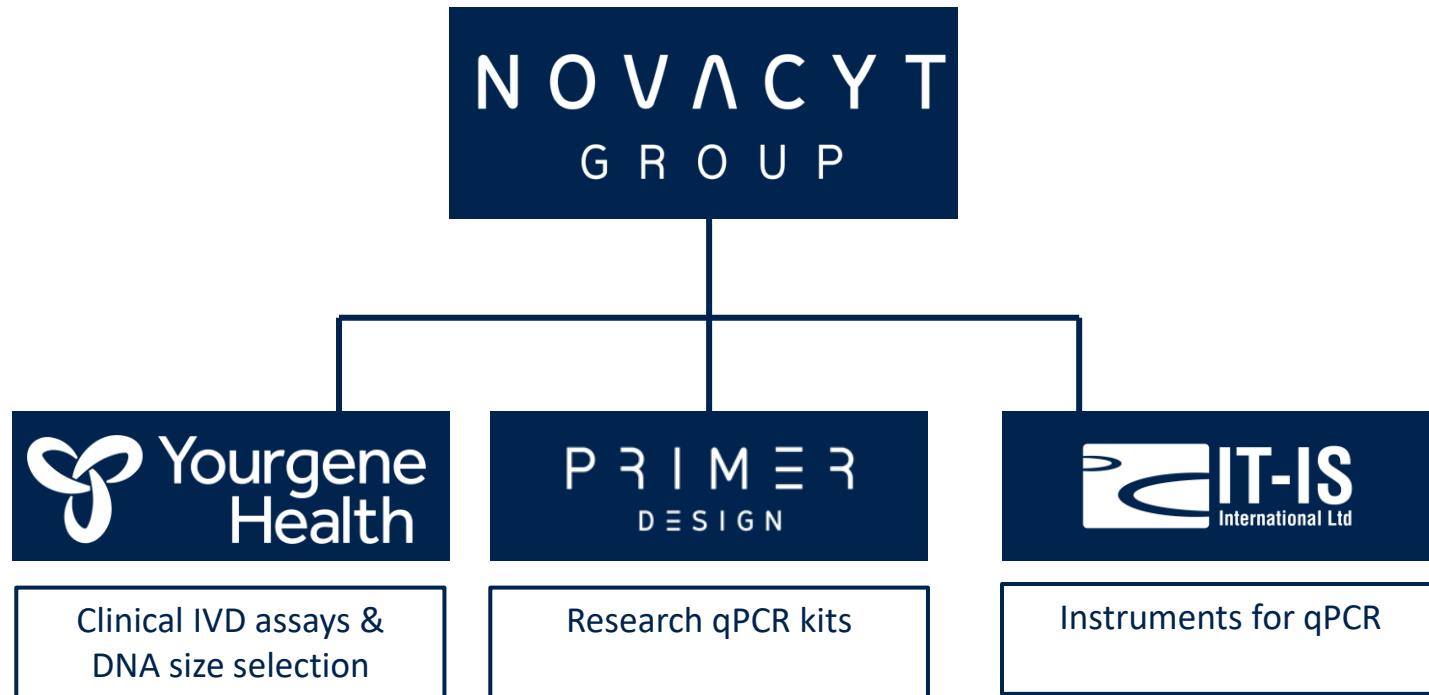 NOVACYT
GROUP
Yourgene
Health
PRIMER
DESIGN
IT-IS
International Ltd
Clinical IVD assays &
DNA size selection
Research qPCR kits
Instruments for qPCR